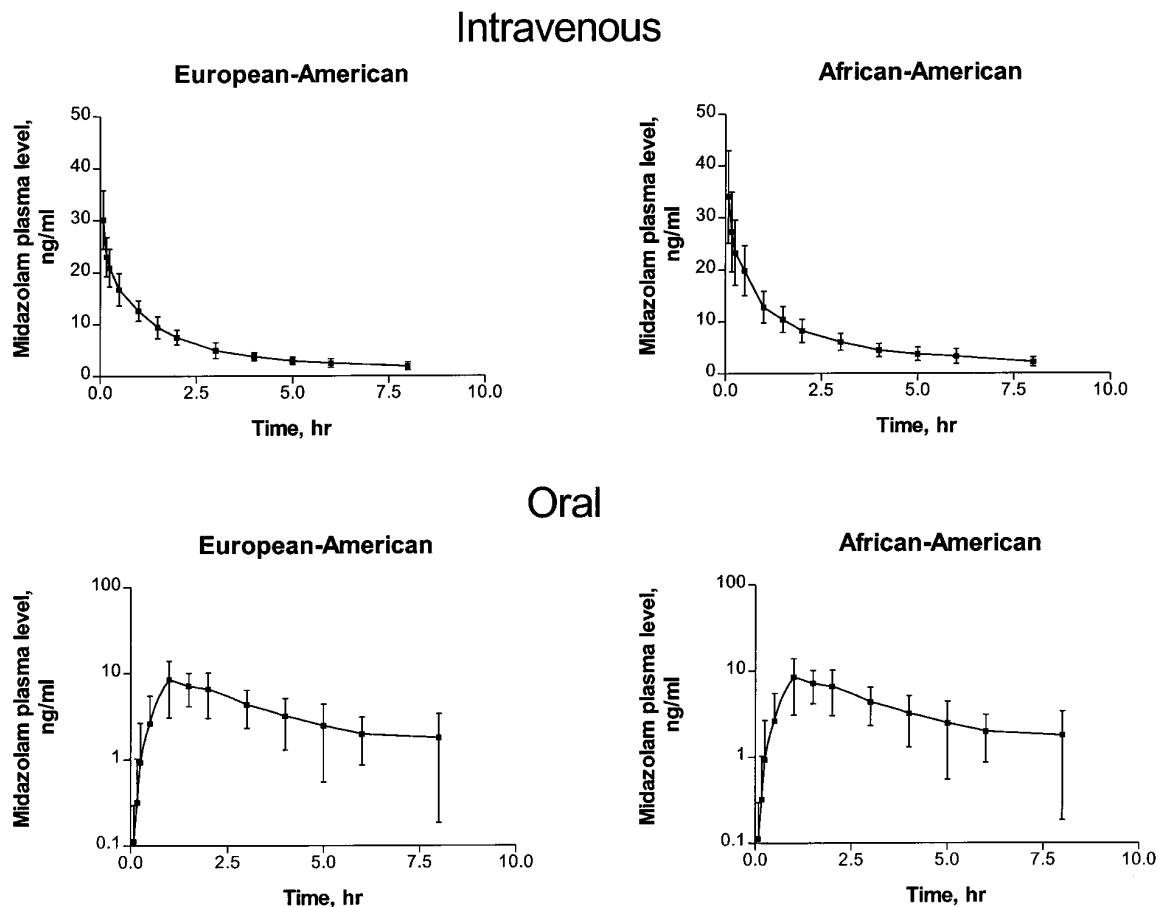 Intravenous
European-American
Midazolam plasma level,
ng/ml
50
40
30
20
10
0
0.0 2.5 5.0 7.5 10.0
Time, hr
African-American
Midazolam plasma level,
ng/ml
50
40
30
20
10
0
0.0 2.5 5.0 7.5 10.0
Time, hr
Oral
European-American
Midazolam plasma level,
ng/ml
100
10
1
0.1
0.0 2.5 5.0 7.5 10.0
Time, hr
African-American
Midazolam plasma level,
ng/ml
100
10
1
0.1
0.0 2.5 5.0 7.5 10.0
Time, hr